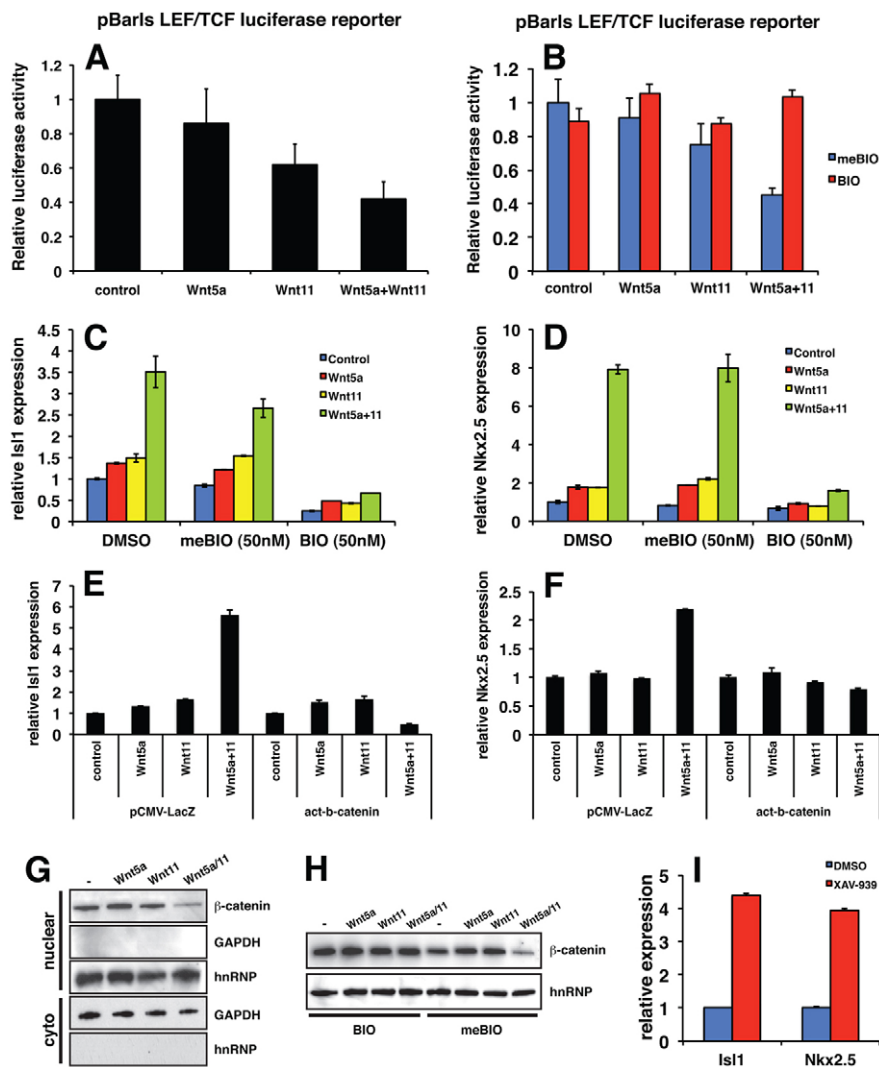 pBarls LEF/TCF luciferase reporter
A
Relative luciferase activity
1.2
1
0.8
0.6
0.4
0.2
0
control
Wnt5a
Wnt11
Wnt5a+Wnt11
pBarls LEF/TCF luciferase reporter
B
Relative luciferase activity
1.2
1
0.8
0.6
0.4
0.2
0
control
Wnt5a
Wnt11
Wnt5a+11
meBIO
BIO
C
relative Isl1 expression
4.5
4
3.5
3
2.5
2
1.5
1
0.5
0
DMSO
meBIO (50nM)
BIO (50nM)
Control
Wnt5a
Wnt11
Wnt5a+11
D
relative Nkx2.5 expression
10
8
6
4
2
0
DMSO
meBIO (50nM)
BIO (50nM)
Control
Wnt5a
Wnt11
Wnt5a+11
E
relative Isl1 expression
7
6
5
4
3
2
1
0
control
Wnt5a
Wnt11
Wnt5a+11
control
Wnt5a
Wnt11
Wnt5a+11
pCMV-LacZ
act-b-catenin
F
relative Nkx2.5 expression
2.5
2
1.5
1
0.5
0
control
Wnt5a
Wnt11
Wnt5a+11
control
Wnt5a
Wnt11
Wnt5a+11
pCMV-LacZ
act-b-catenin
G
-
Wnt5a
Wnt11
Wnt5a/11
nuclear
β-catenin
GAPDH
hnRNP
cyto
GAPDH
hnRNP
H
-
Wnt5a
Wnt11
Wnt5a/11
-
Wnt5a
Wnt11
Wnt5a/11
β-catenin
hnRNP
BIO
meBIO
I
relative expression
5
4
3
2
1
0
Isl1
Nkx2.5
DMSO
XAV-939